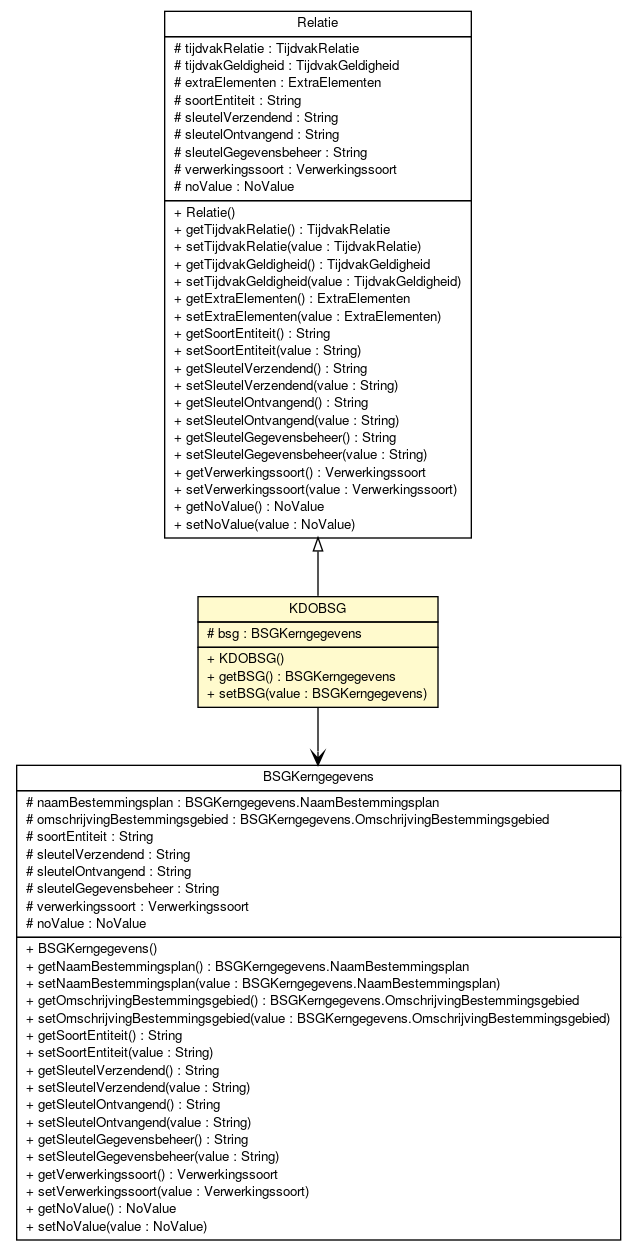 Relatie
# tijdvakRelatie : TijdvakRelatie
# tijdvakGeldigheid : TijdvakGeldigheid
# extraElementen : ExtraElementen
# soortEntiteit : String
# sleutelVerzendend : String
# sleutelOntvangend : String
# sleutelGegevensbeheer : String
# verwerkingssoort : Verwerkingssoort
# noValue : NoValue
+ Relatie()
+ getTijdvakRelatie() : TijdvakRelatie
+ setTijdvakRelatie(value : TijdvakRelatie)
+ getTijdvakGeldigheid() : TijdvakGeldigheid
+ setTijdvakGeldigheid(value : TijdvakGeldigheid)
+ getExtraElementen() : ExtraElementen
+ setExtraElementen(value : ExtraElementen)
+ getSoortEntiteit() : String
+ setSoortEntiteit(value : String)
+ getSleutelVerzendend() : String
+ setSleutelVerzendend(value : String)
+ getSleutelOntvangend() : String
+ setSleutelOntvangend(value : String)
+ getSleutelGegevensbeheer() : String
+ setSleutelGegevensbeheer(value : String)
+ getVerwerkingssoort() : Verwerkingssoort
+ setVerwerkingssoort(value : Verwerkingssoort)
+ getNoValue() : NoValue
+ setNoValue(value : NoValue)
KDOBSG
# bsg : BSGKerngegevens
+ KDOBSG()
+ getBSG() : BSGKerngegevens
+ setBSG(value : BSGKerngegevens)
BSGKerngegevens
# naamBestemmingsplan : BSGKerngegevens.NaamBestemmingsplan
# omschrijvingBestemmingsgebied : BSGKerngegevens.OmschrijvingBestemmingsgebied
# soortEntiteit : String
# sleutelVerzendend : String
# sleutelOntvangend : String
# sleutelGegevensbeheer : String
# verwerkingssoort : Verwerkingssoort
# noValue : NoValue
+ BSGKerngegevens()
+ getNaamBestemmingsplan() : BSGKerngegevens.NaamBestemmingsplan
+ setNaamBestemmingsplan(value : BSGKerngegevens.NaamBestemmingsplan)
+ getOmschrijvingBestemmingsgebied() : BSGKerngegevens.OmschrijvingBestemmingsgebied
+ setOmschrijvingBestemmingsgebied(value : BSGKerngegevens.OmschrijvingBestemmingsgebied)
+ getSoortEntiteit() : String
+ setSoortEntiteit(value : String)
+ getSleutelVerzendend() : String
+ setSleutelVerzendend(value : String)
+ getSleutelOntvangend() : String
+ setSleutelOntvangend(value : String)
+ getSleutelGegevensbeheer() : String
+ setSleutelGegevensbeheer(value : String)
+ getVerwerkingssoort() : Verwerkingssoort
+ setVerwerkingssoort(value : Verwerkingssoort)
+ getNoValue() : NoValue
+ setNoValue(value : NoValue)